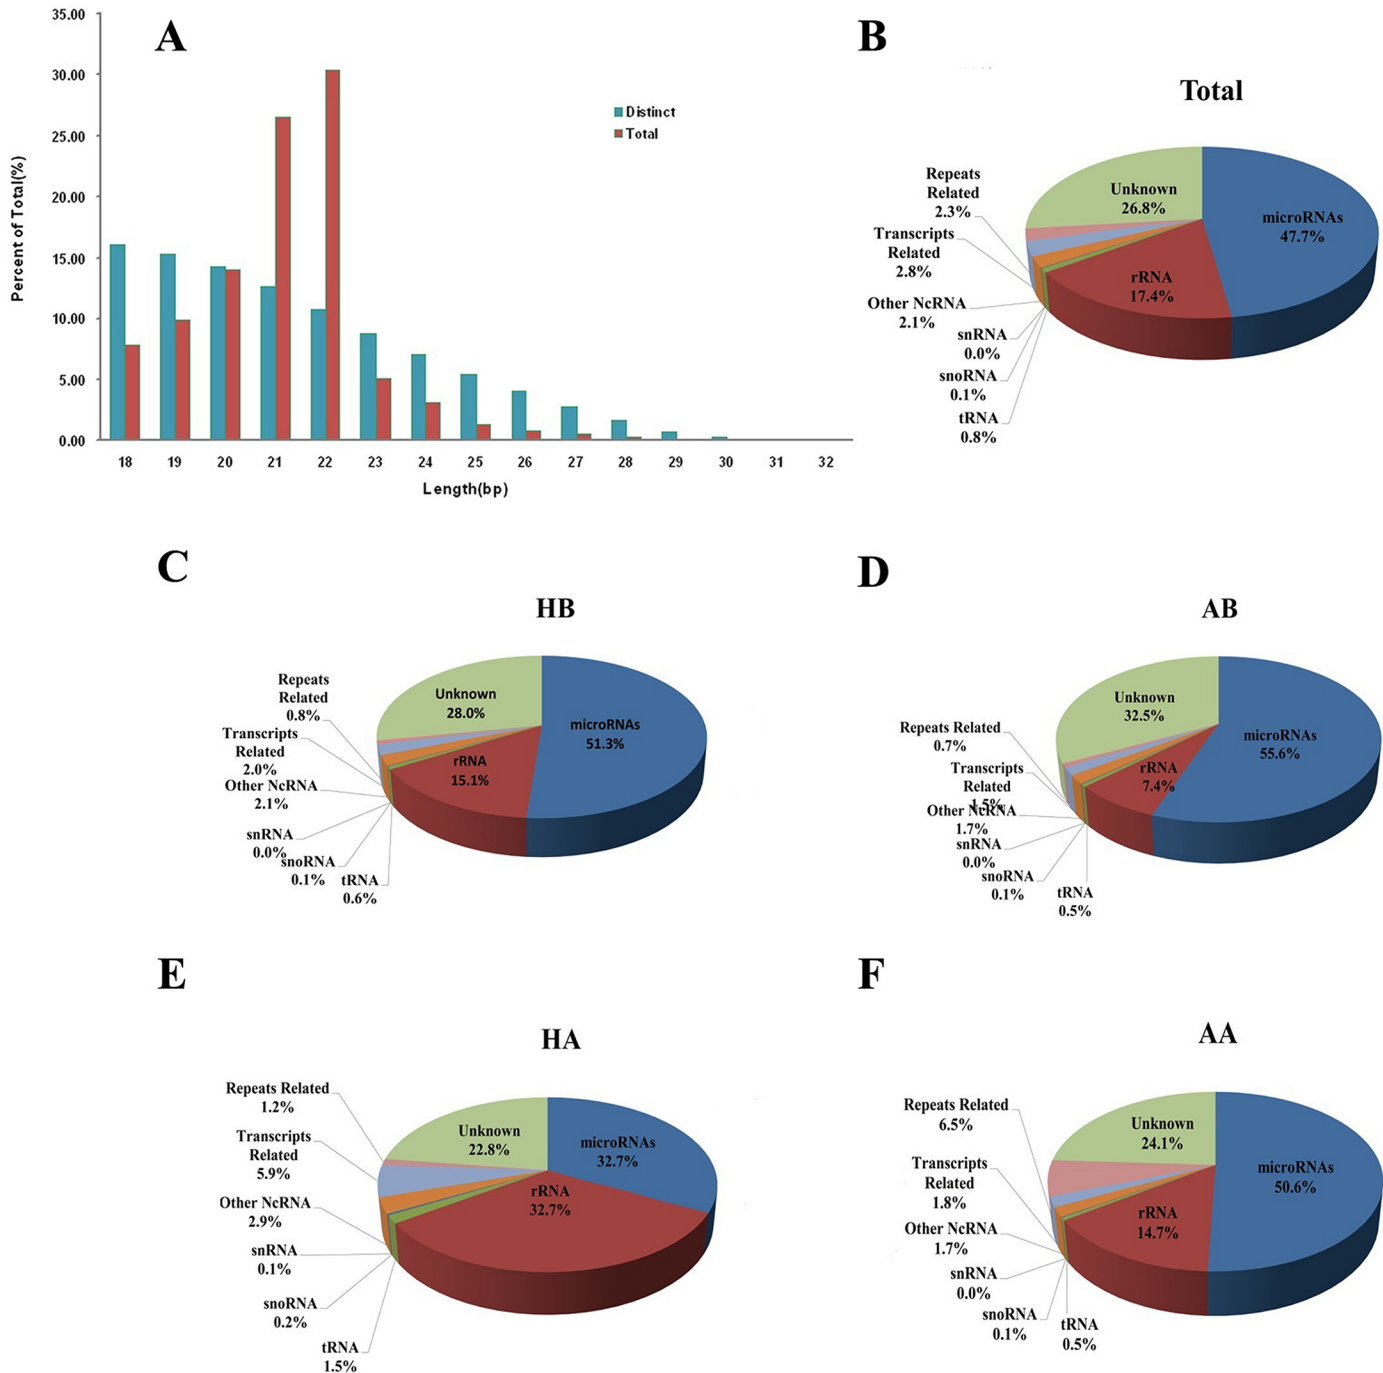 A
35.00
30.00
25.00
20.00
15.00
10.00
5.00
0.00
Percent of Total(%)
Distinct
Total
18 19 20 21 22 23 24 25 26 27 28 29 30 31 32
Length(bp)
B
Total
Unknown
26.8%
microRNAs
47.7%
rRNA
17.4%
Repeats
Related
2.3%
Transcripts
Related
2.8%
Other NcRNA
2.1%
snRNA
0.0%
snoRNA
0.1%
tRNA
0.8%
C
HB
Unknown
28.0%
microRNAs
51.3%
rRNA
15.1%
Repeats
Related
0.8%
Transcripts
Related
2.0%
Other NcRNA
2.1%
snRNA
0.0%
snoRNA
0.1%
tRNA
0.6%
D
AB
Unknown
32.5%
microRNAs
55.6%
rRNA
7.4%
Repeats Related
0.7%
Transcripts
Related
1.5%
Other NcRNA
1.7%
snRNA
0.0%
snoRNA
0.1%
tRNA
0.5%
E
HA
Unknown
22.8%
microRNAs
32.7%
rRNA
32.7%
Repeats Related
1.2%
Transcripts
Related
5.9%
Other NcRNA
2.9%
snRNA
0.1%
snoRNA
0.2%
tRNA
1.5%
F
AA
Unknown
24.1%
microRNAs
50.6%
rRNA
14.7%
Repeats Related
6.5%
Transcripts
Related
1.8%
Other NcRNA
1.7%
snRNA
0.0%
snoRNA
0.1%
tRNA
0.5%